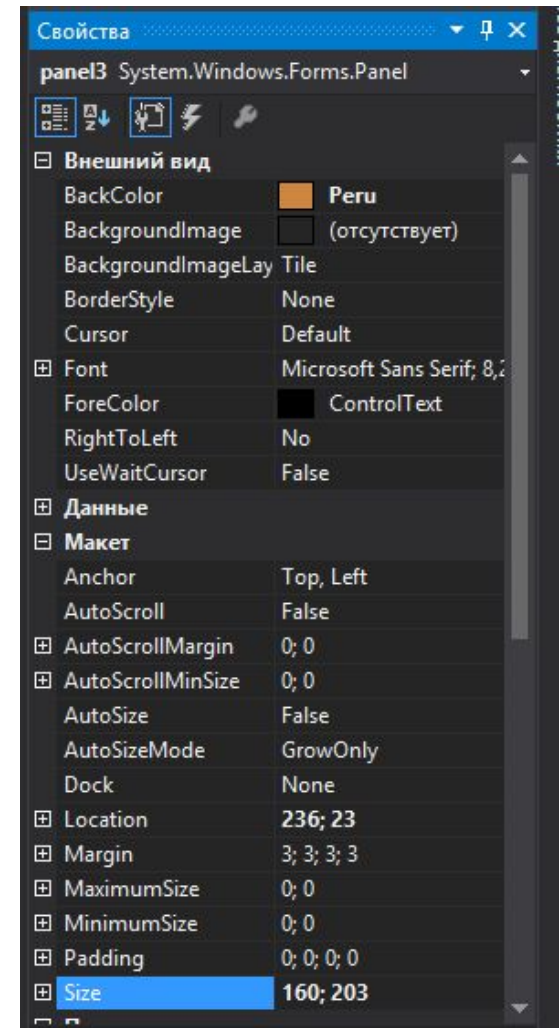 Свойства
panel3 System.Windows.Forms.Panel
Внешний вид
BackColor Peru
BackgroundImage (отсутствует)
BackgroundImageLay Tile
BorderStyle None
Cursor Default
Font Microsoft Sans Serif; 8,2
ForeColor ControlText
RightToLeft No
UseWaitCursor False
Данные
Макет
Anchor Top, Left
AutoScroll False
AutoScrollMargin 0; 0
AutoScrollMinSize 0; 0
AutoSize False
AutoSizeMode GrowOnly
Dock None
Location 236; 23
Margin 3; 3; 3; 3
MaximumSize 0; 0
MinimumSize 0; 0
Padding 0; 0; 0; 0
Size 160; 203